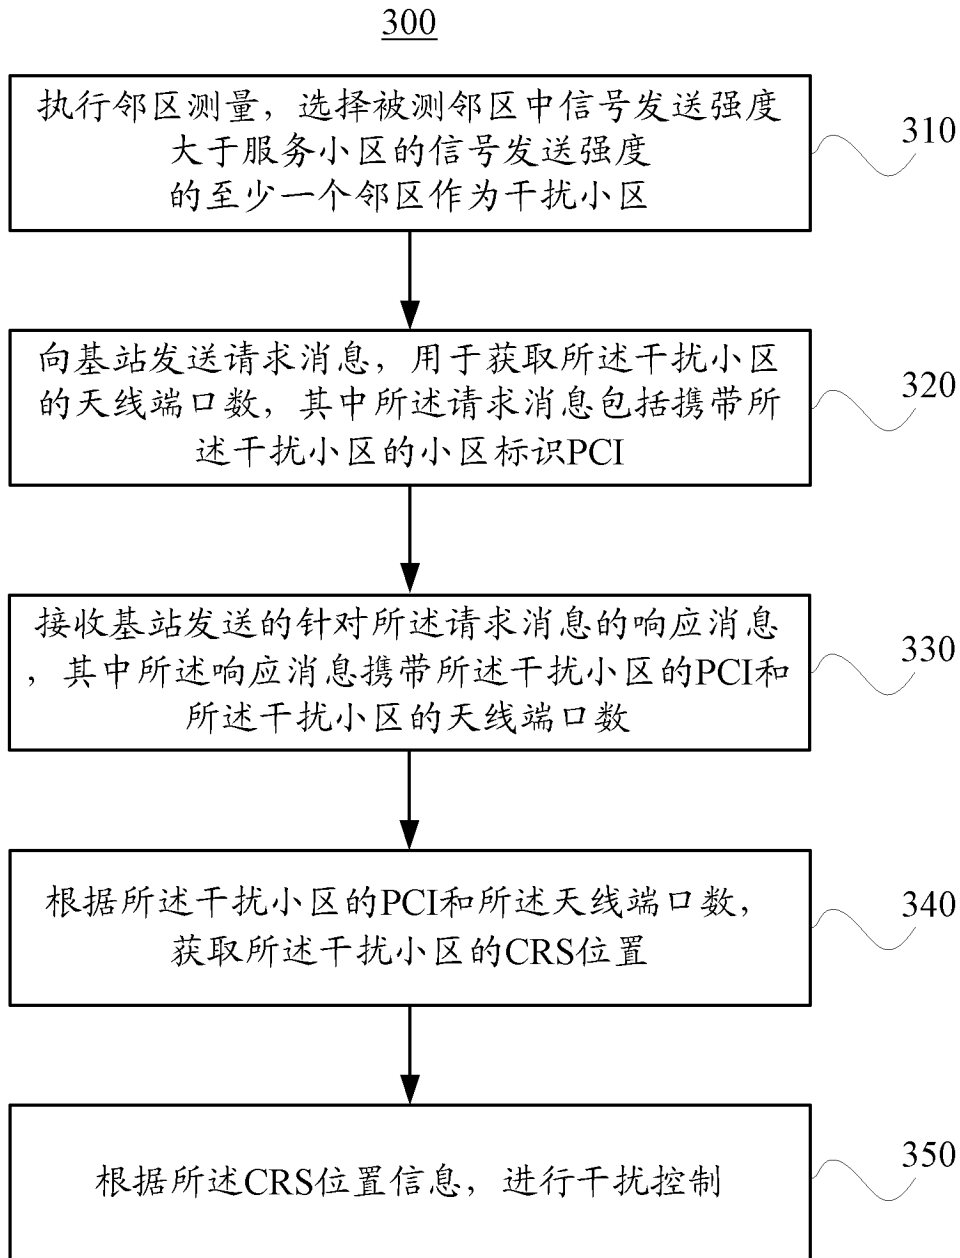 300
执行邻区测量，选择被测邻区中信号发送强度
大于服务小区的信号发送强度
的至少一个邻区作为干扰小区
310
向基站发送请求消息，用于获取所述干扰小区
的天线端口数，其中所述请求消息包括携带所
述干扰小区的小区标识PCI
320
接收基站发送的针对所述请求消息的响应消息
，其中所述响应消息携带所述干扰小区的PCI和
所述干扰小区的天线端口数
330
根据所述干扰小区的PCI和所述天线端口数，
获取所述干扰小区的CRS位置
340
根据所述CRS位置信息，进行干扰控制
350